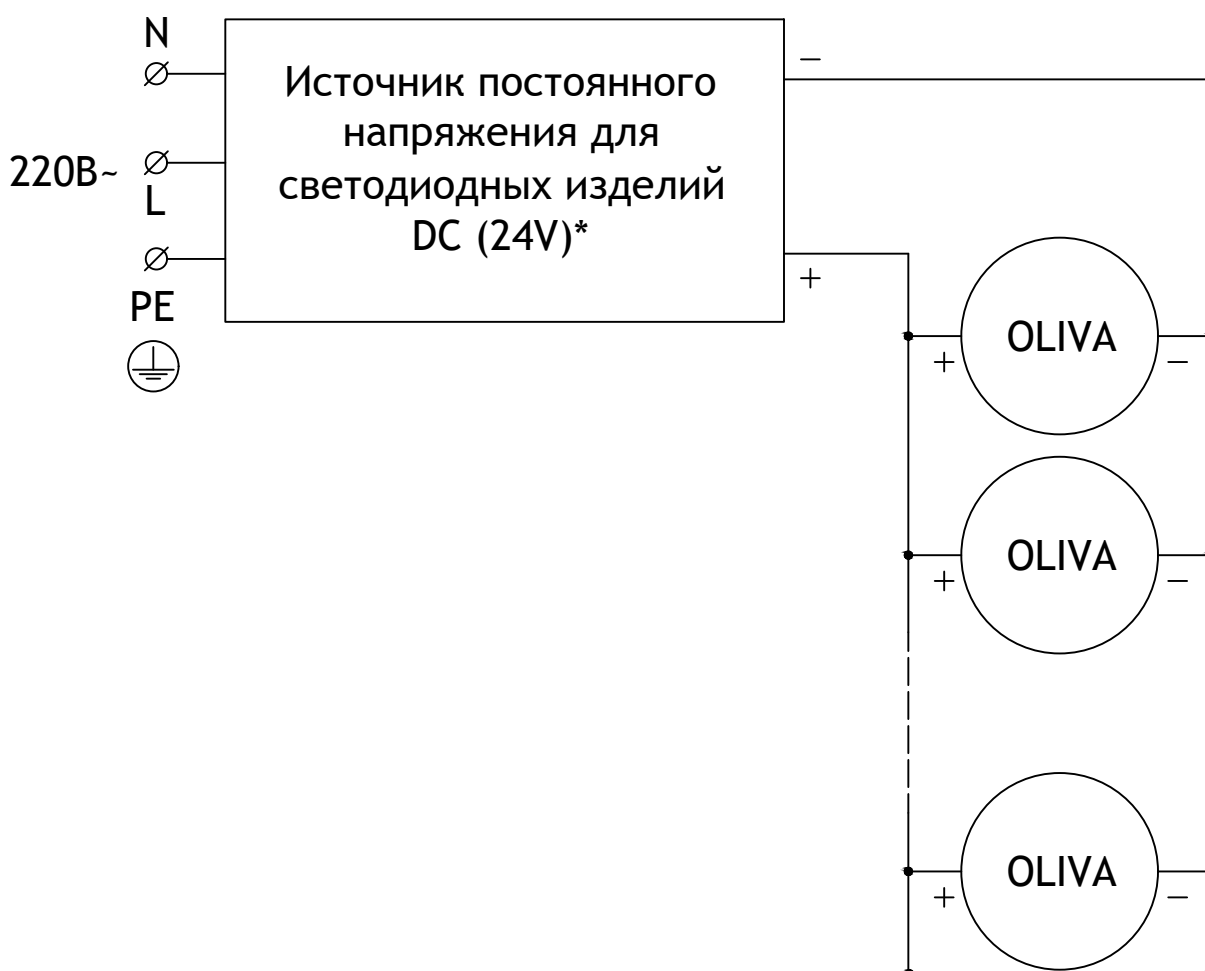 N
220В~
L
PE
Источник постоянного
напряжения для
светодиодных изделий
DC (24V)*
−
+
OLIVA
+
−
OLIVA
+
−
OLIVA
+
−